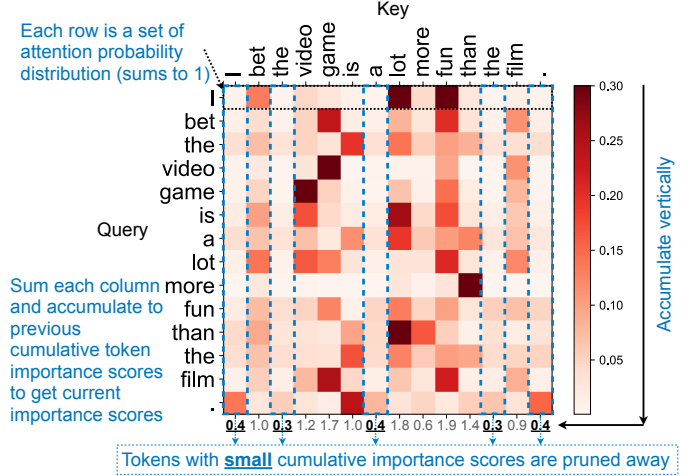 Key
Each row is a set of
attention probability
distribution (sums to 1)
I bet the video game is a lot more fun than the film .
I
bet
the
video
game
is
a
lot
more
fun
than
the
film
.
Query
Sum each column
and accumulate to
previous
cumulative token
importance scores
to get current
importance scores
0.30
0.25
0.20
0.15
0.10
0.05
Accumulate vertically
0.4 1.0 0.3 1.2 1.7 1.0 0.4 1.8 0.6 1.9 1.4 0.3 0.9 0.4
Tokens with small cumulative importance scores are pruned away